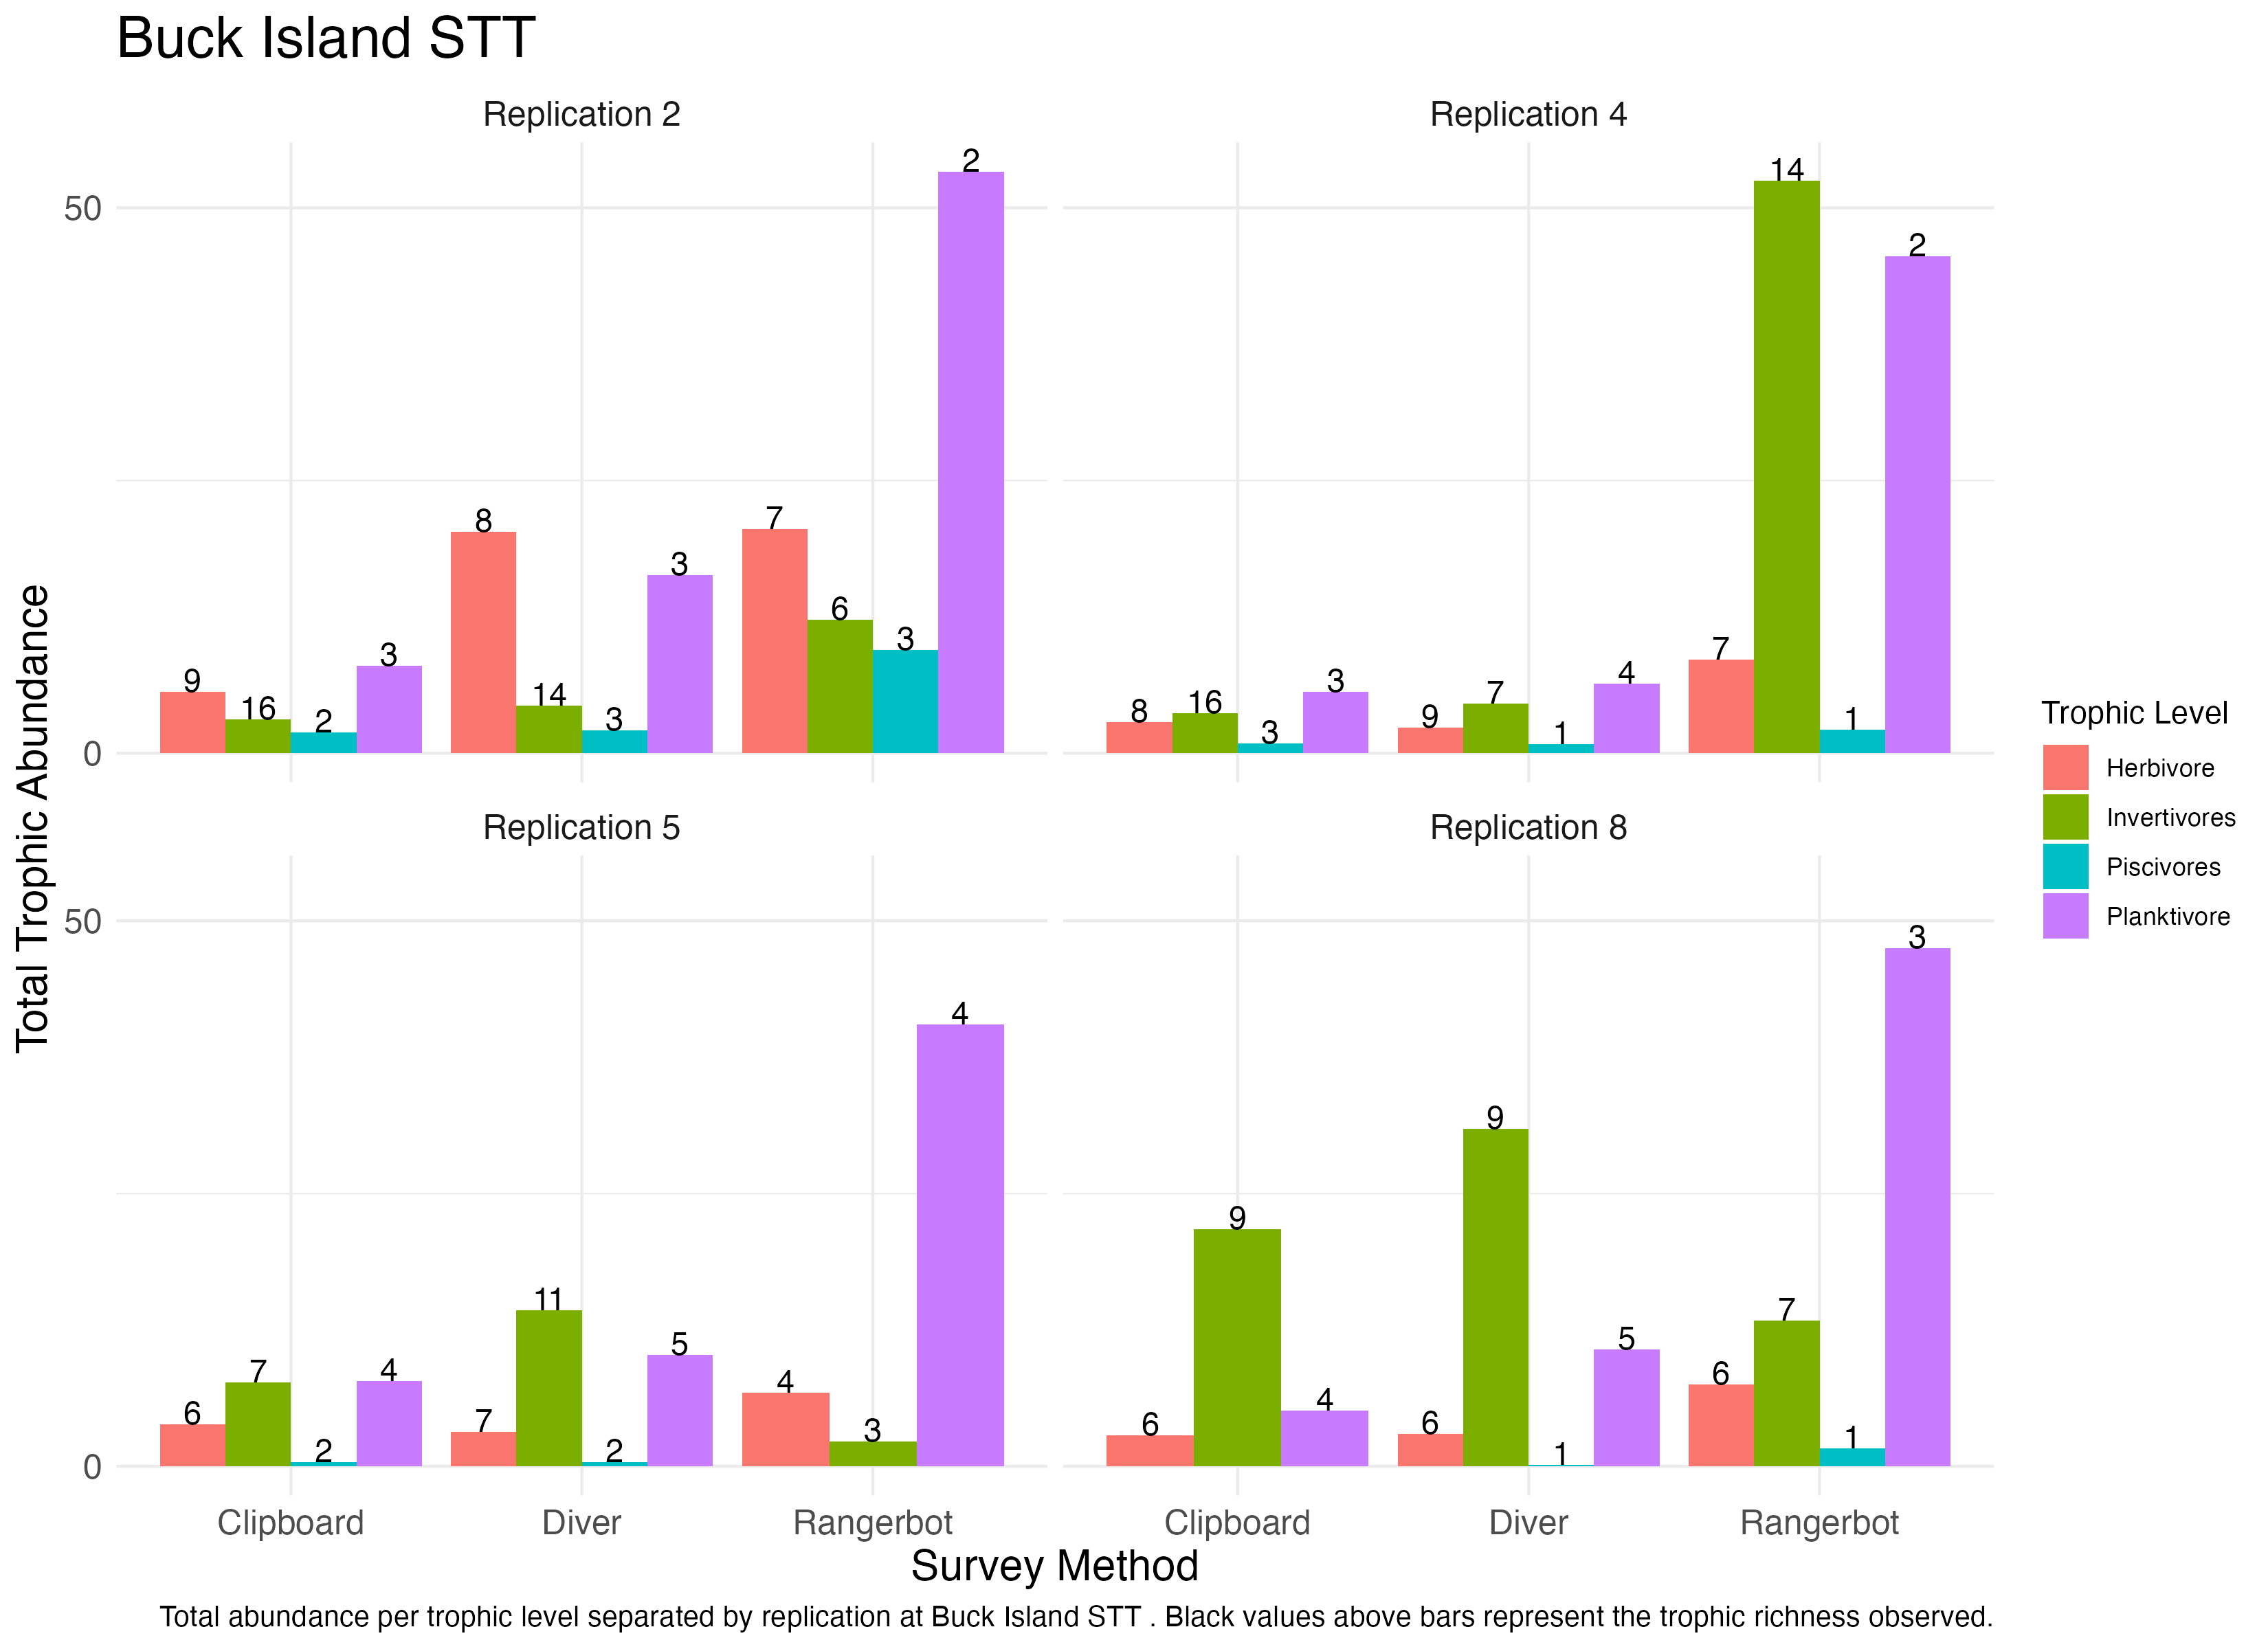 Buck Island STT
Replication 2
Replication 4
50
2
14
2
8
3
7
6
3
9
16
2
3
14
3
7
8
16
3
3
9
7
1
4
1
0
Total Trophic Abundance
Trophic Level
Herbivore
Invertivores
Piscivores
Planktivore
Replication 5
Replication 8
50
4
3
9
9
11
7
6
7
2
4
7
2
5
4
3
6
4
6
1
5
6
1
0
Clipboard
Diver
Rangerbot
Clipboard
Diver
Rangerbot
Survey Method
Total abundance per trophic level separated by replication at Buck Island STT . Black values above bars represent the trophic richness observed.